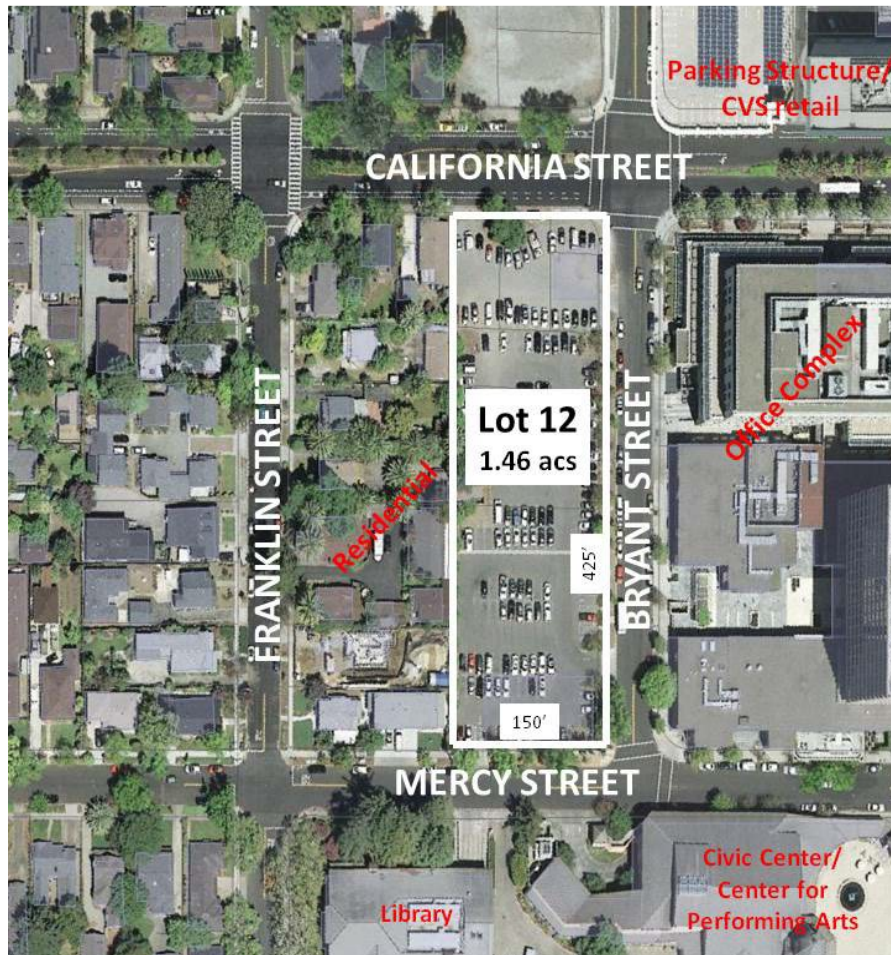 Parking Structure/
CVS retail
CALIFORNIA STREET
Office Complex
Lot 12
1.46 acs
FRANKLIN STREET
Residential
BRYANT STREET
425'
150'
MERCY STREET
Civic Center/
Center for
Performing Arts
Library